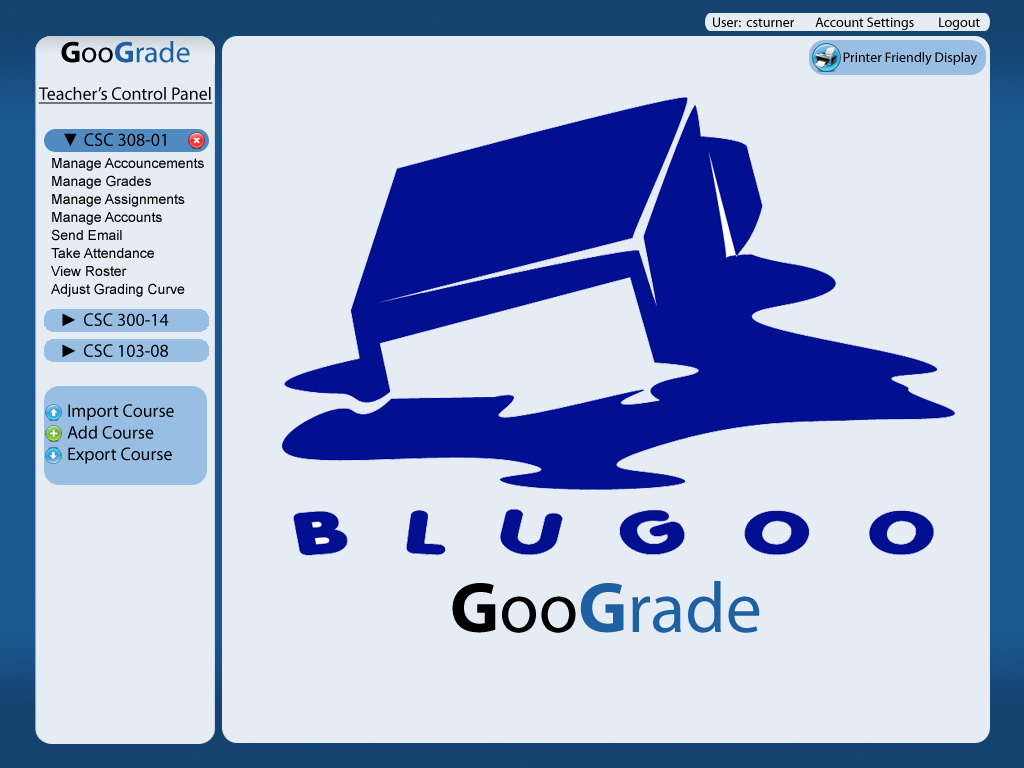 User: csturner Account Settings Logout
GooGrade
Printer Friendly Display
Teacher's Control Panel
CSC 308-01
Manage Accouncements
Manage Grades
Manage Assignments
Manage Accounts
Send Email
Take Attendance
View Roster
Adjust Grading Curve
CSC 300-14
CSC 103-08
Import Course
Add Course
Export Course
BLUGOO
GooGrade